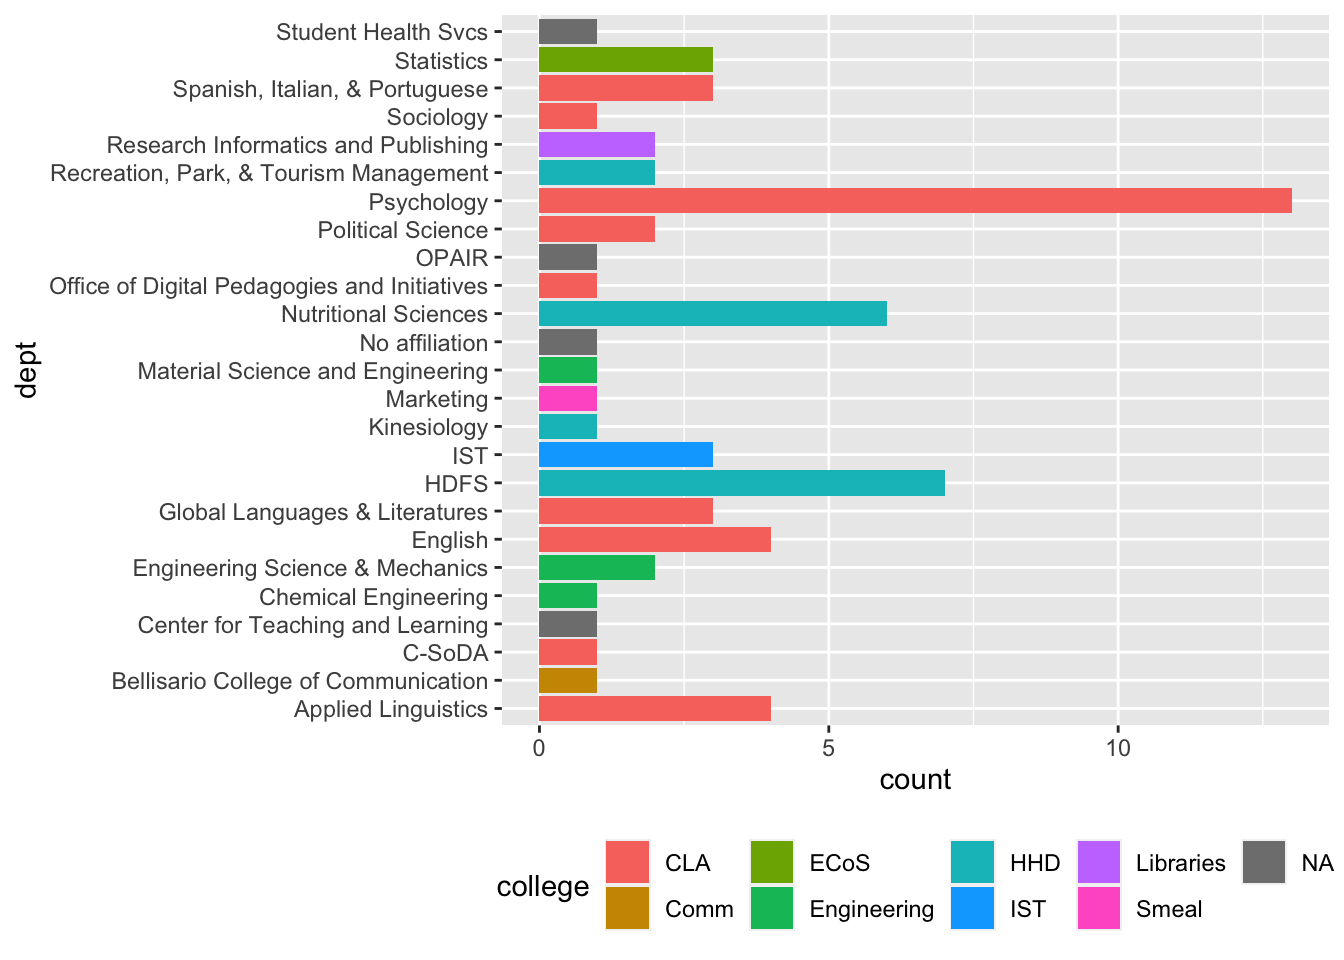 Student Health Svcs
Statistics
Spanish, Italian, & Portuguese
Sociology
Research Informatics and Publishing
Recreation, Park, & Tourism Management
Psychology
Political Science
OPAIR
Office of Digital Pedagogies and Initiatives
Nutritional Sciences
No affiliation
Material Science and Engineering
Marketing
Kinesiology
IST
HDFS
Global Languages & Literatures
English
Engineering Science & Mechanics
Chemical Engineering
Center for Teaching and Learning
C-SoDA
Bellisario College of Communication
Applied Linguistics
dept
0 5 10
count
college
CLA ECoS HHD Libraries NA
Comm Engineering IST Smeal